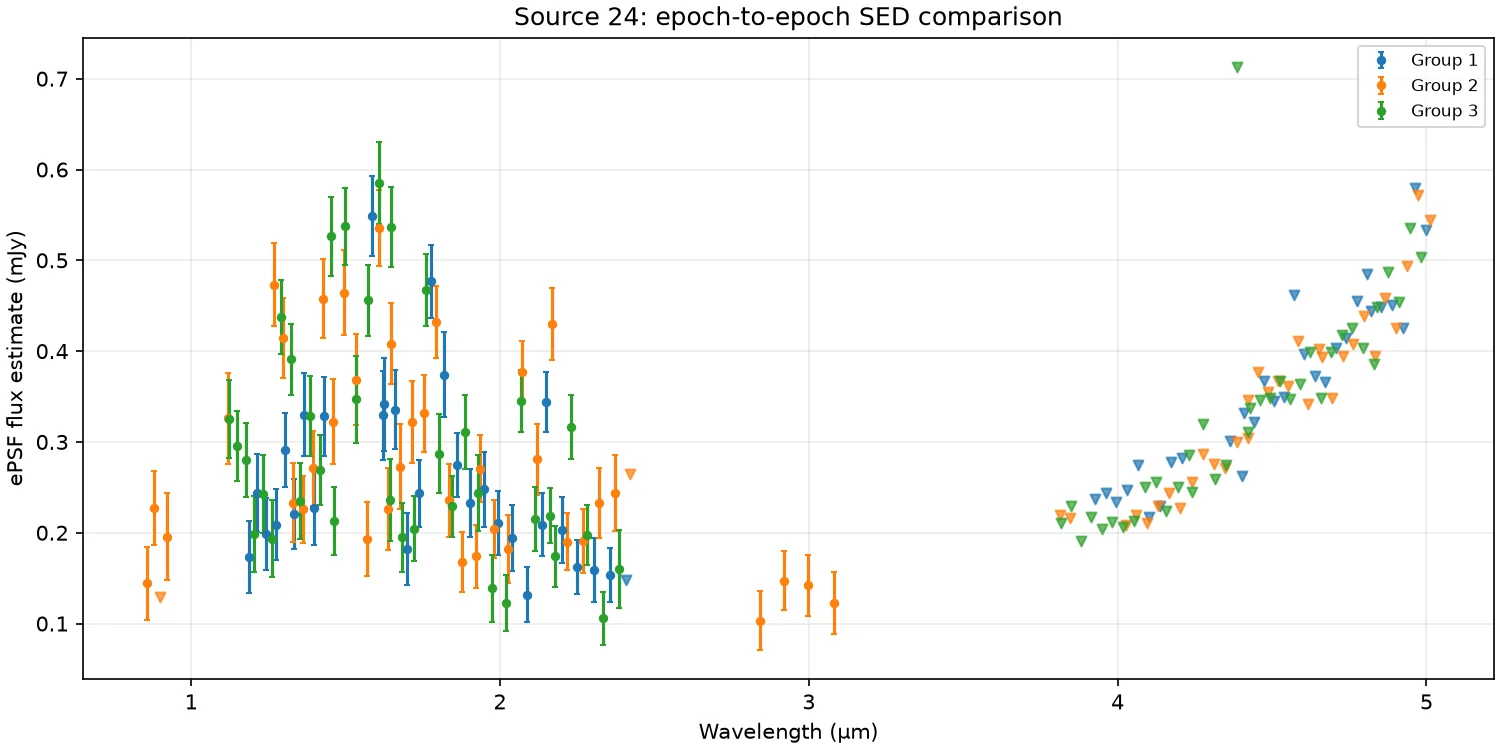 Source 24: epoch-to-epoch SED comparison
Group 1
Group 2
Group 3
ePSF flux estimate (mJy)
0.7
0.6
0.5
0.4
0.3
0.2
0.1
1 2 3 4 5
Wavelength (μm)